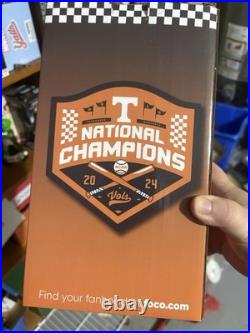 T
NATIONAL
CHAMPIONS
20 24
Vols
Find your fan
foco.com